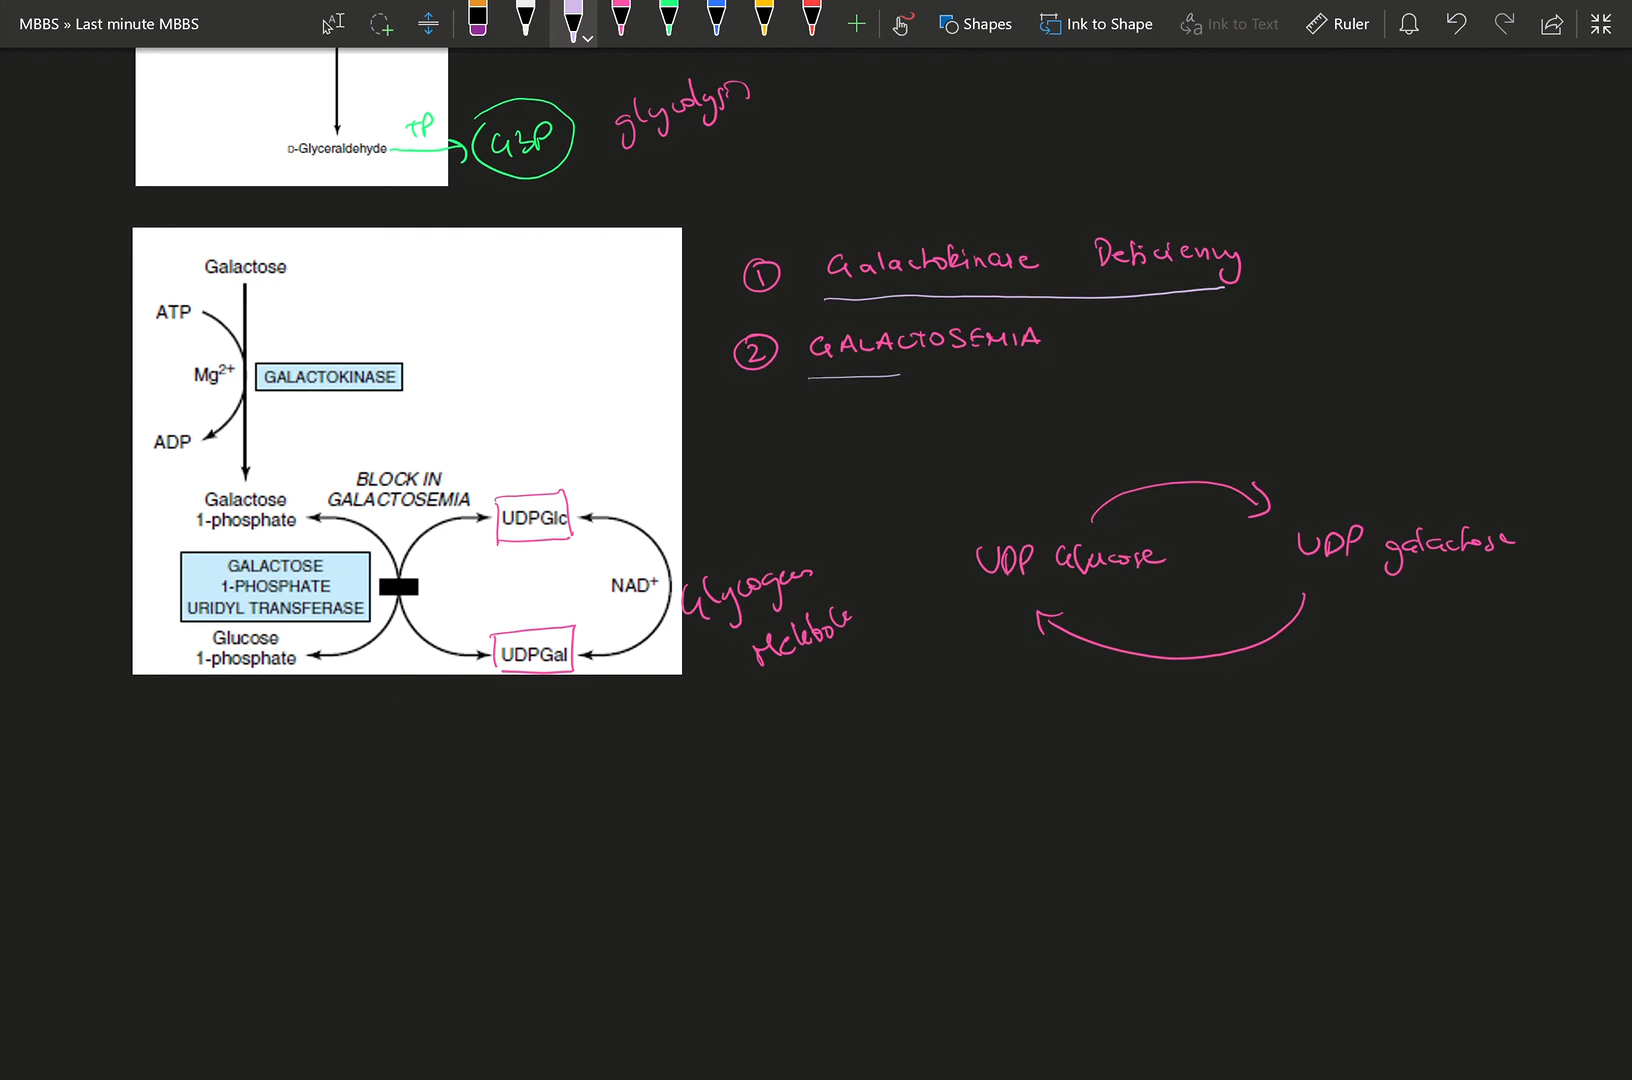 MBBS » Last minute MBBS
Shapes
Ink to Shape
Ink to Text
Ruler
glycolysis
TP
G3P
D-Glyceraldehyde
Galactose
ATP
Mg2+
GALACTOKINASE
ADP
Galactose
1-phosphate
BLOCK IN
GALACTOSEMIA
UDPGlc
GALACTOSE
1-PHOSPHATE
URIDYL TRANSFERASE
NAD+
Glucose
1-phosphate
UDPGal
Glycogen
① Galactokinase Deficiency
② GALACTOSEMIA
UDP Glucose
UDP galactose